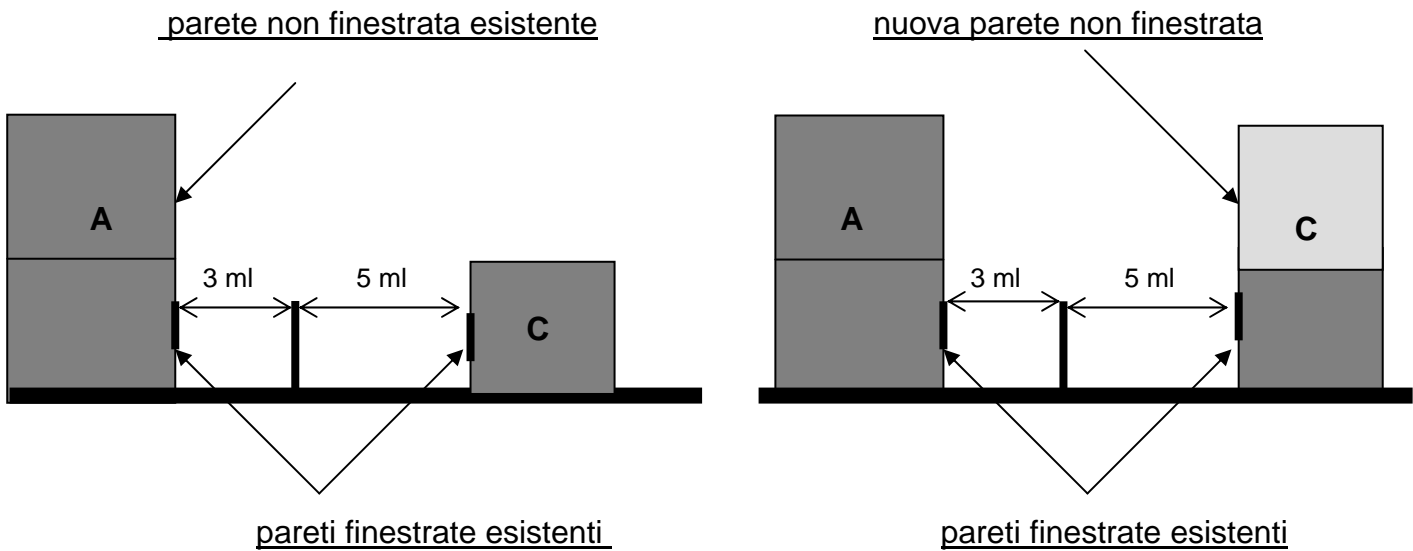 parete non finestrata esistente
nuova parete non finestrata
A
3 ml
5 ml
C
A
3 ml
5 ml
C
pareti finestrate esistenti
pareti finestrate esistenti